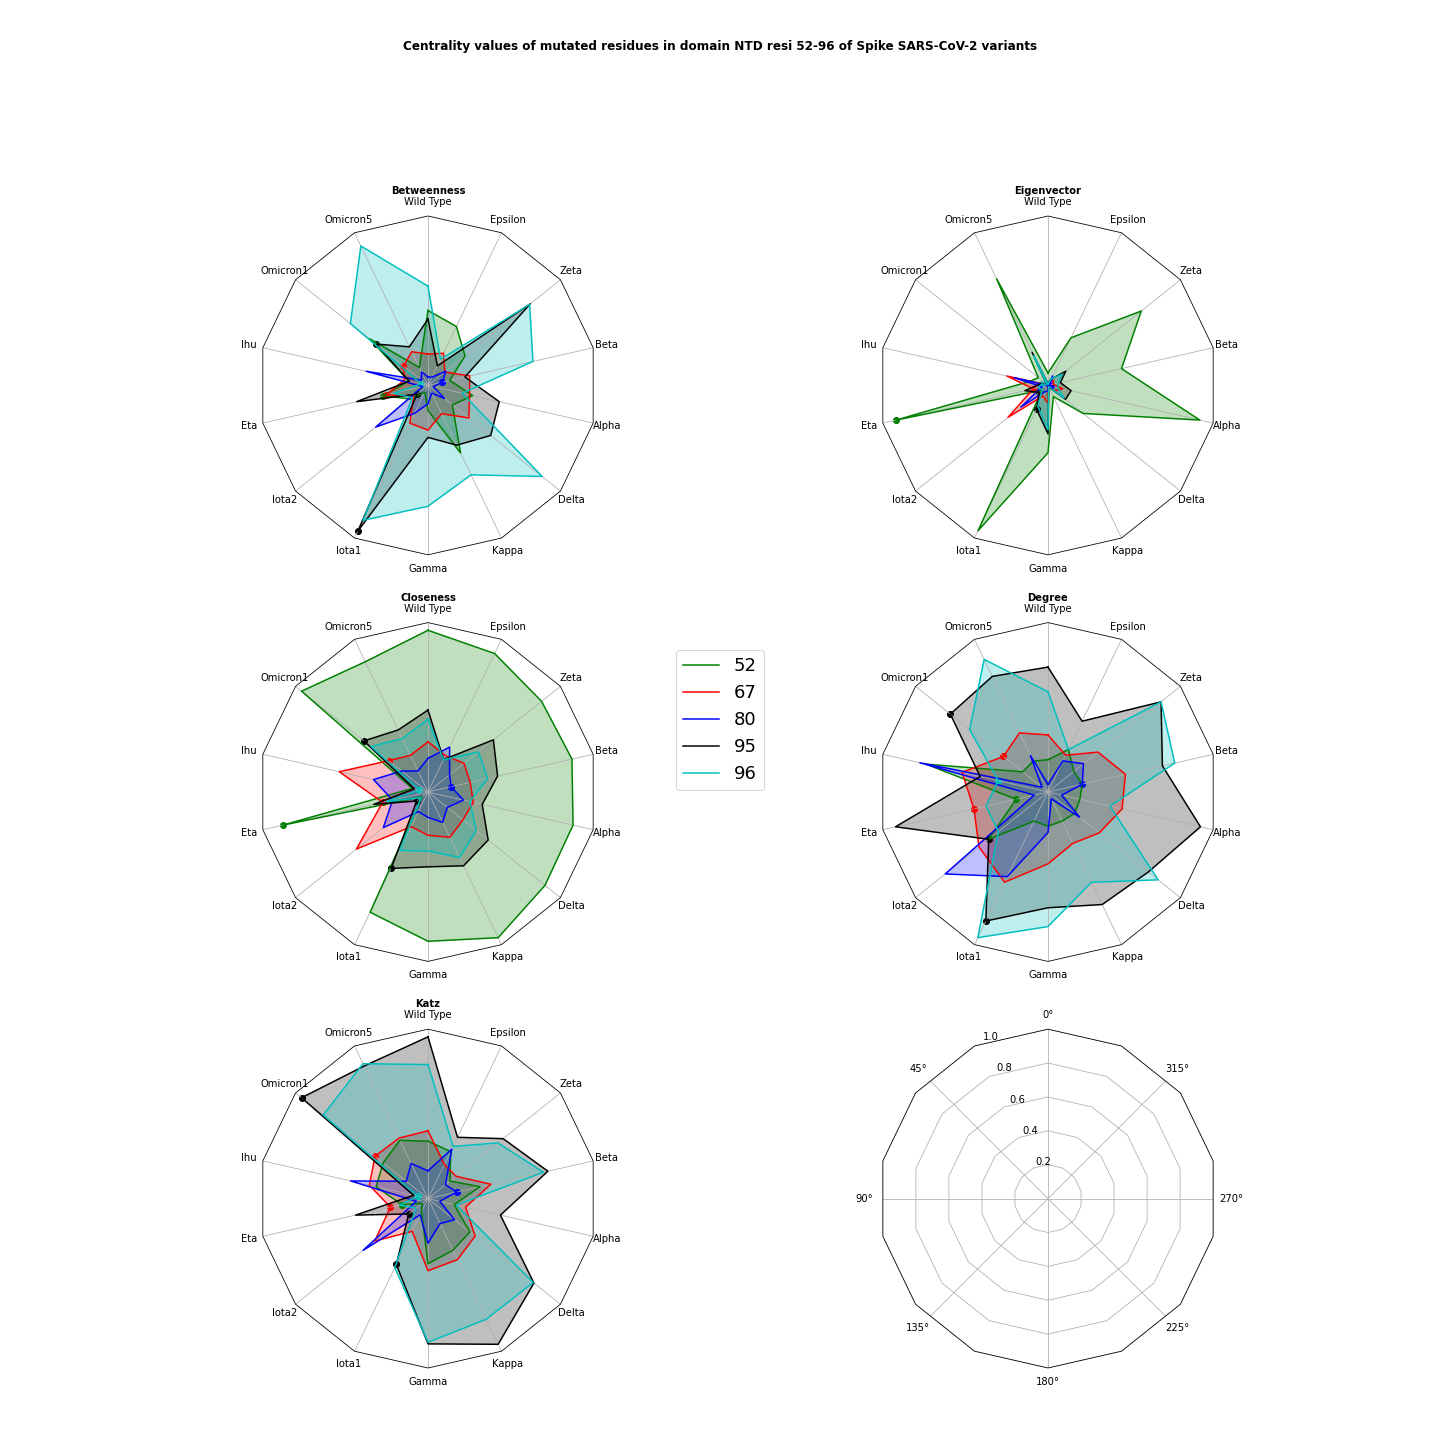 Centrality values of mutated residues in domain NTD resi 52-96 of Spike SARS-CoV-2 variants
Betweenness
Wild Type
Omicron5
Epsilon
Omicron1
Zeta
Ihu
Beta
Eta
Alpha
Iota2
Delta
Iota1
Kappa
Gamma
Eigenvector
Wild Type
Omicron5
Epsilon
Omicron1
Zeta
Ihu
Beta
Eta
Alpha
Iota2
Delta
Iota1
Kappa
Gamma
Closeness
Wild Type
Omicron5
Epsilon
Omicron1
Zeta
Ihu
Beta
Eta
Alpha
Iota2
Delta
Iota1
Kappa
Gamma
52
67
80
95
96
Degree
Wild Type
Omicron5
Epsilon
Omicron1
Zeta
Ihu
Beta
Eta
Alpha
Iota2
Delta
Iota1
Kappa
Gamma
Katz
Wild Type
Omicron5
Epsilon
Omicron1
Zeta
Ihu
Beta
Eta
Alpha
Iota2
Delta
Iota1
Kappa
Gamma
0°
1.0
45°
0.8
315°
0.6
0.4
0.2
90°
270°
135°
225°
180°